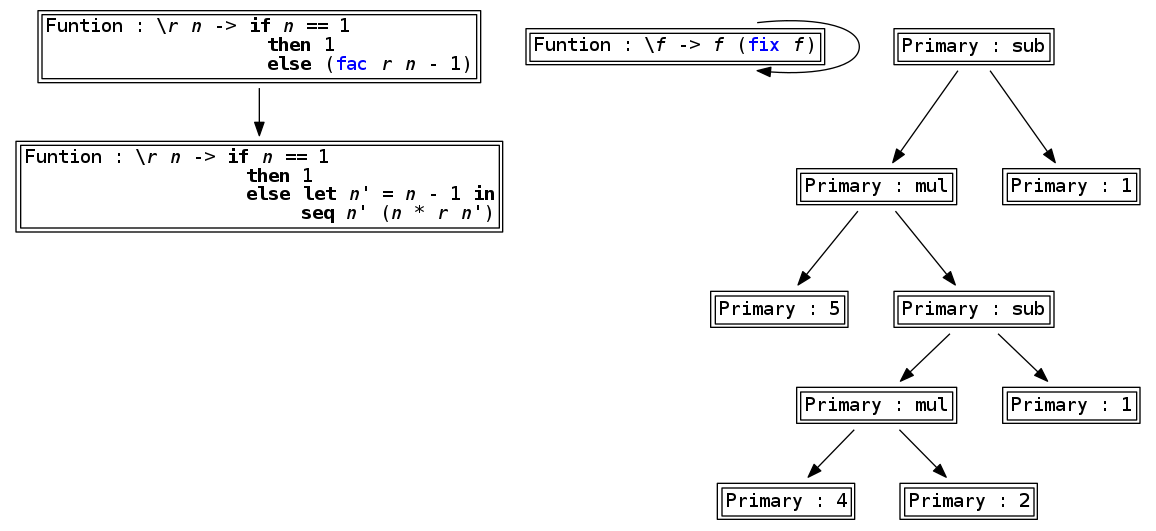 Funtion : \r n -> if n == 1
then 1
else (fac r n - 1)
Funtion : \r n -> if n == 1
then 1
else let n' = n - 1 in
seq n' (n * r n')
Funtion : \f -> f (fix f)
Primary : sub
Primary : mul
Primary : 1
Primary : 5
Primary : sub
Primary : mul
Primary : 1
Primary : 4
Primary : 2